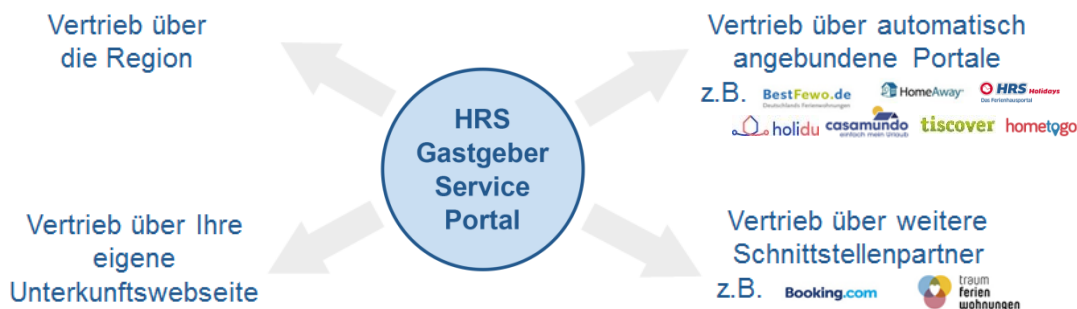 Vertrieb über
die Region
HRS
Gastgeber
Service
Portal
Vertrieb über automatisch
angebundene Portale
z.B.
BestFewo.de
Deutschlands Ferienwohnungen
HomeAway
HRS Holidays
Das Ferienhausportal
holidu
casamundo
einfach mein Urlaub
tiscover
hometogo
Vertrieb über Ihre
eigene
Unterkunftswebseite
Vertrieb über weitere
Schnittstellenpartner
z.B.
Booking.com
traum
ferien
wohnungen